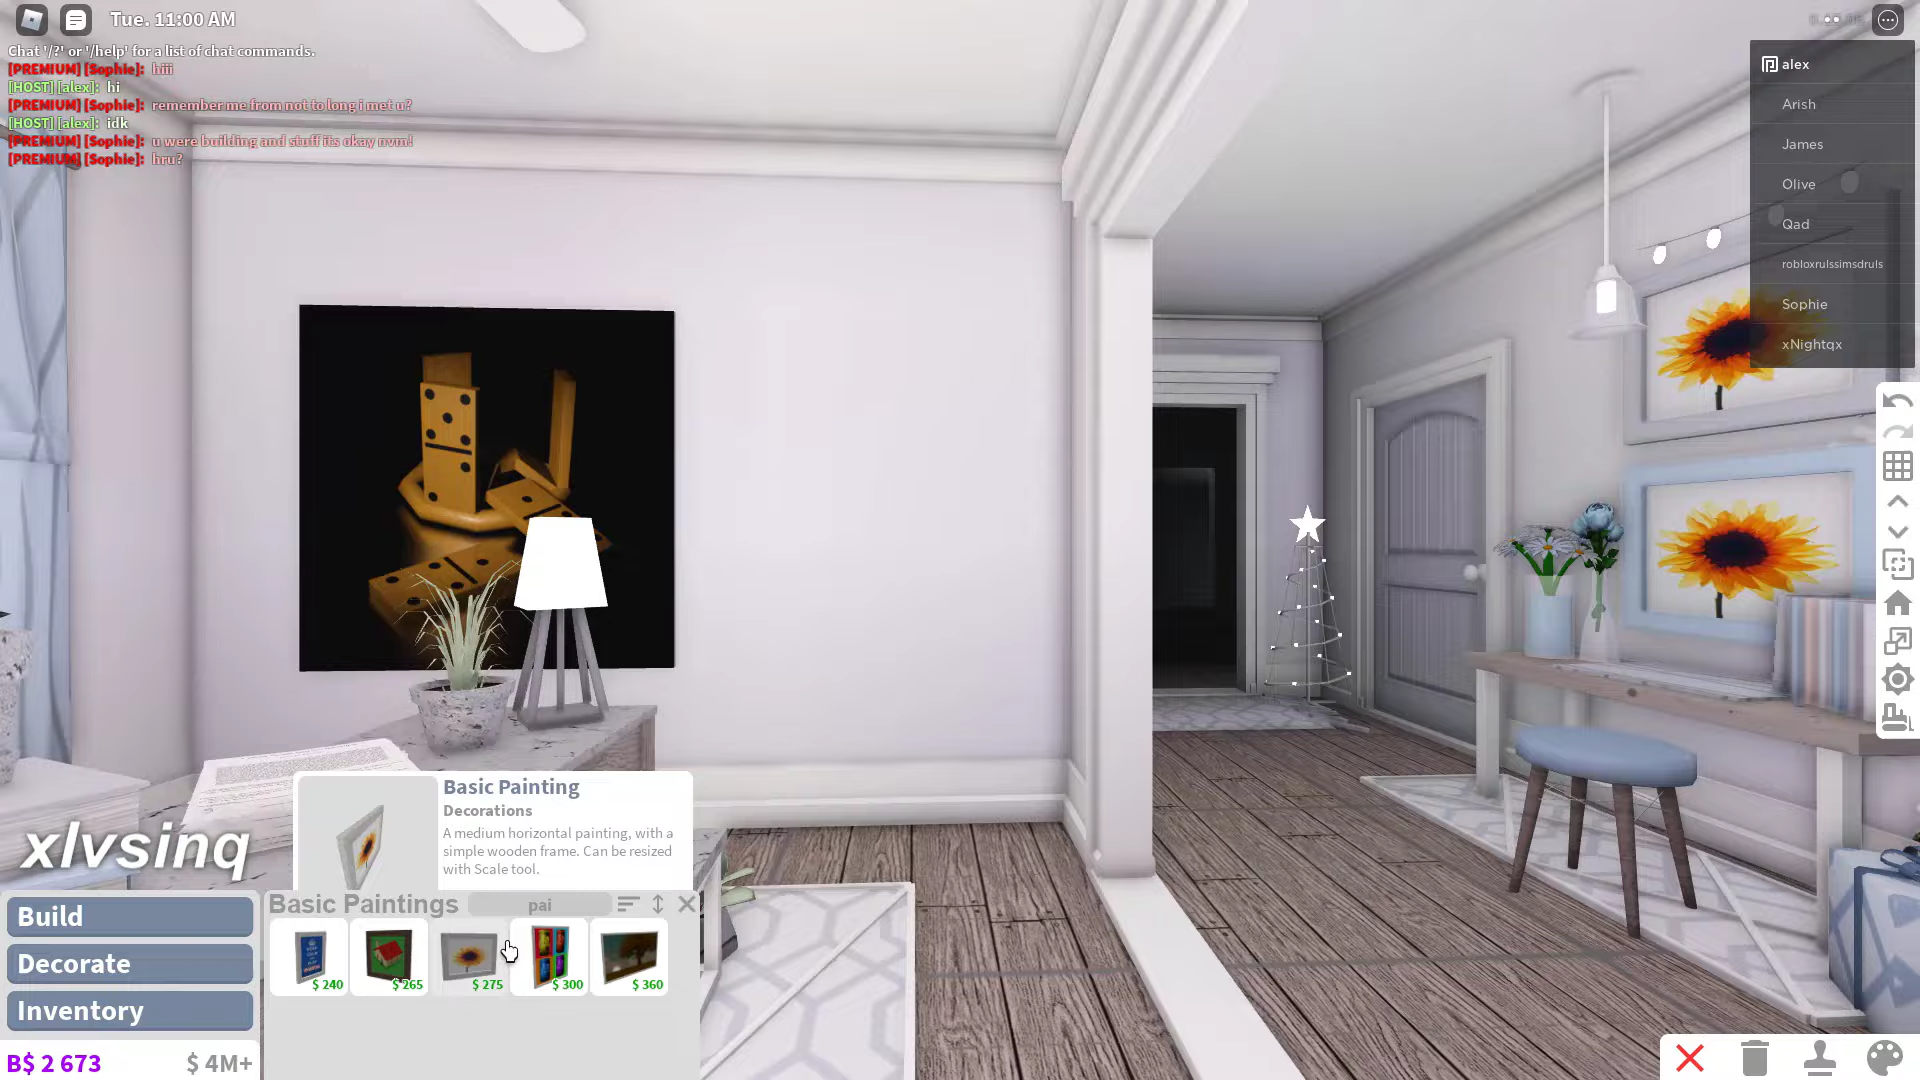 Tue. 11:00 AM
Chat '/?' or '/help' for a list of chat commands.
[PREMIUM] [Sophie]: hiii
[HOST] [alex]: hi
[PREMIUM] [Sophie]: remember me from not to long i met u?
[HOST] [alex]: idk
[PREMIUM] [Sophie]: u were building and stuff its okay nvm!
[PREMIUM] [Sophie]: hru?
alex
Arish
James
Olive
Qad
robloxrulssimsdruls
Sophie
xNightqx
Basic Painting
Decorations
A medium horizontal painting, with a
simple wooden frame. Can be resized
with Scale tool.
xlvsinq
Basic Paintings
pai
Build
Decorate
Inventory
$ 240
$ 265
$ 275
$ 300
$ 360
B$ 2 673
$ 4M+